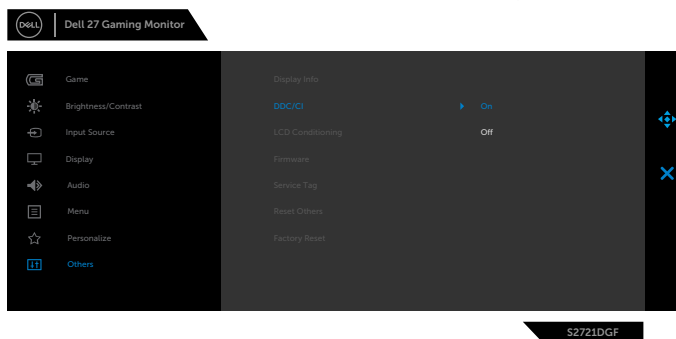 DELL
Dell 27 Gaming Monitor
Game
Display Info
Brightness/Contrast
DDC/CI
On
Input Source
LCD Conditioning
Off
Display
Firmware
Audio
Service Tag
Menu
Reset Others
Personalize
Factory Reset
Others
S2721DGF